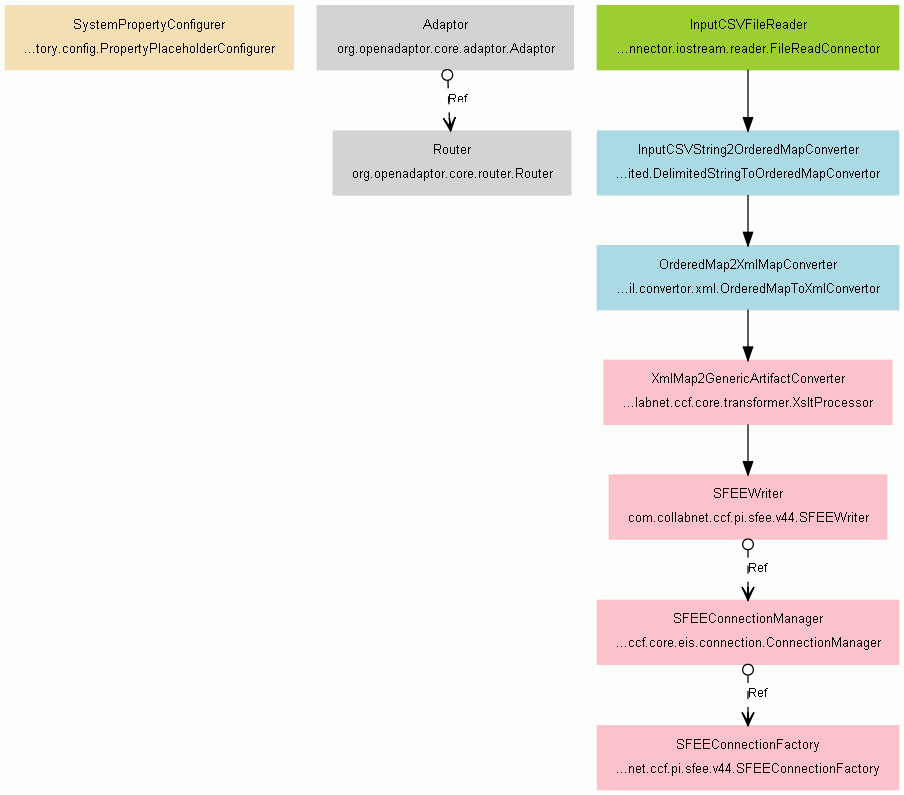 SystemPropertyConfigurer
...tory.config.PropertyPlaceholderConfigurer
Adaptor
org.openadaptor.core.adaptor.Adaptor
Ref
Router
org.openadaptor.core.router.Router
InputCSVFileReader
...nnector.iostream.reader.FileReadConnector
InputCSVString2OrderedMapConverter
...ited.DelimitedStringToOrderedMapConvertor
OrderedMap2XmlMapConverter
...il.convertor.xml.OrderedMapToXmlConvertor
XmlMap2GenericArtifactConverter
...labnet.ccf.core.transformer.XsltProcessor
SFEEWriter
com.collabnet.ccf.pi.sfee.v44.SFEEWriter
Ref
SFEEConnectionManager
...ccf.core.eis.connection.ConnectionManager
Ref
SFEEConnectionFactory
...net.ccf.pi.sfee.v44.SFEEConnectionFactory